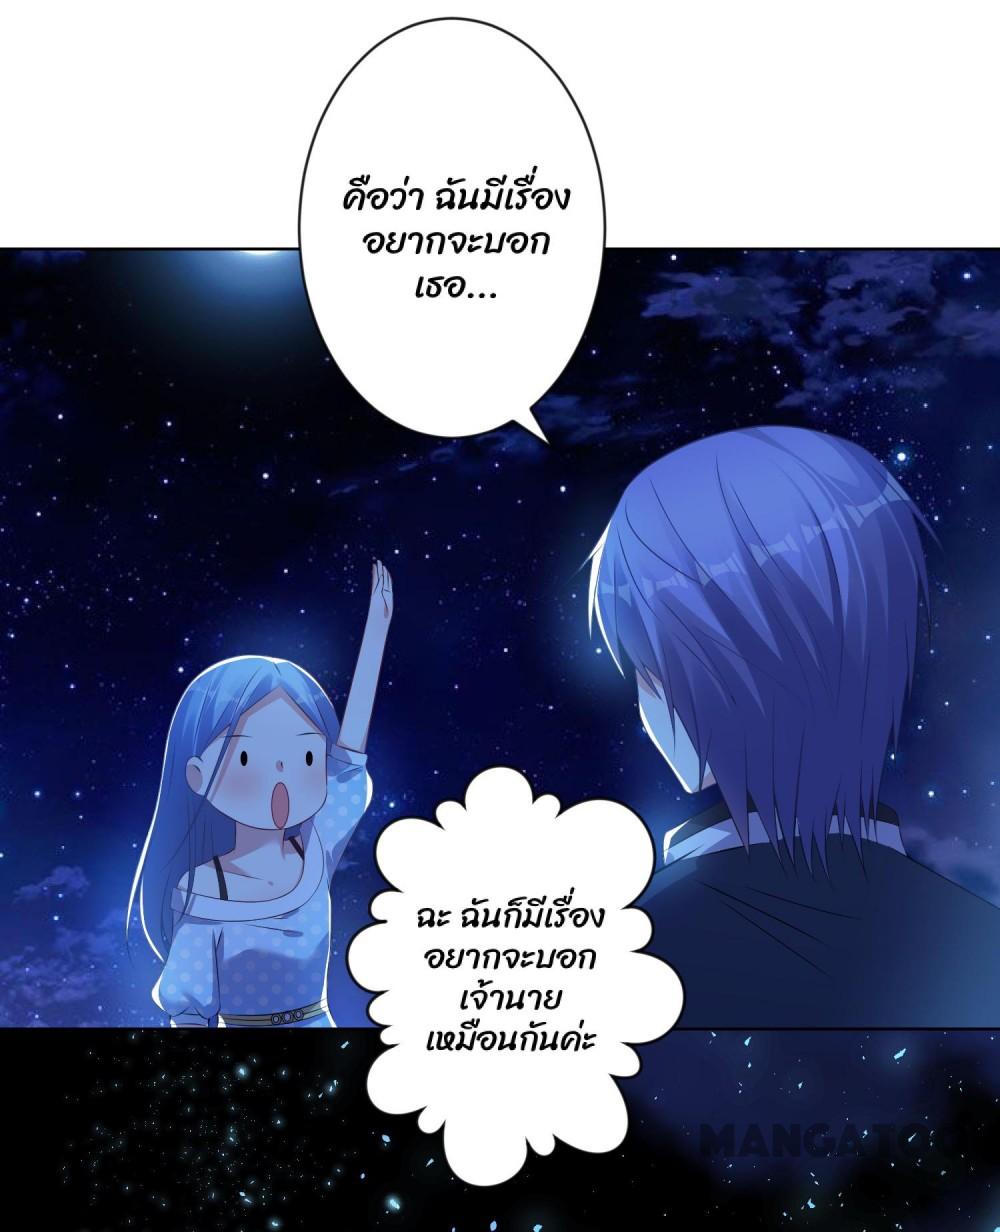 คือว่า ฉันมีเรื่อง
อยากจะบอก
เธอ...
ฉะ ฉันก็มีเรื่อง
อยากจะบอก
เจ้านาย
เหมือนกันค่ะ
MANGATOON